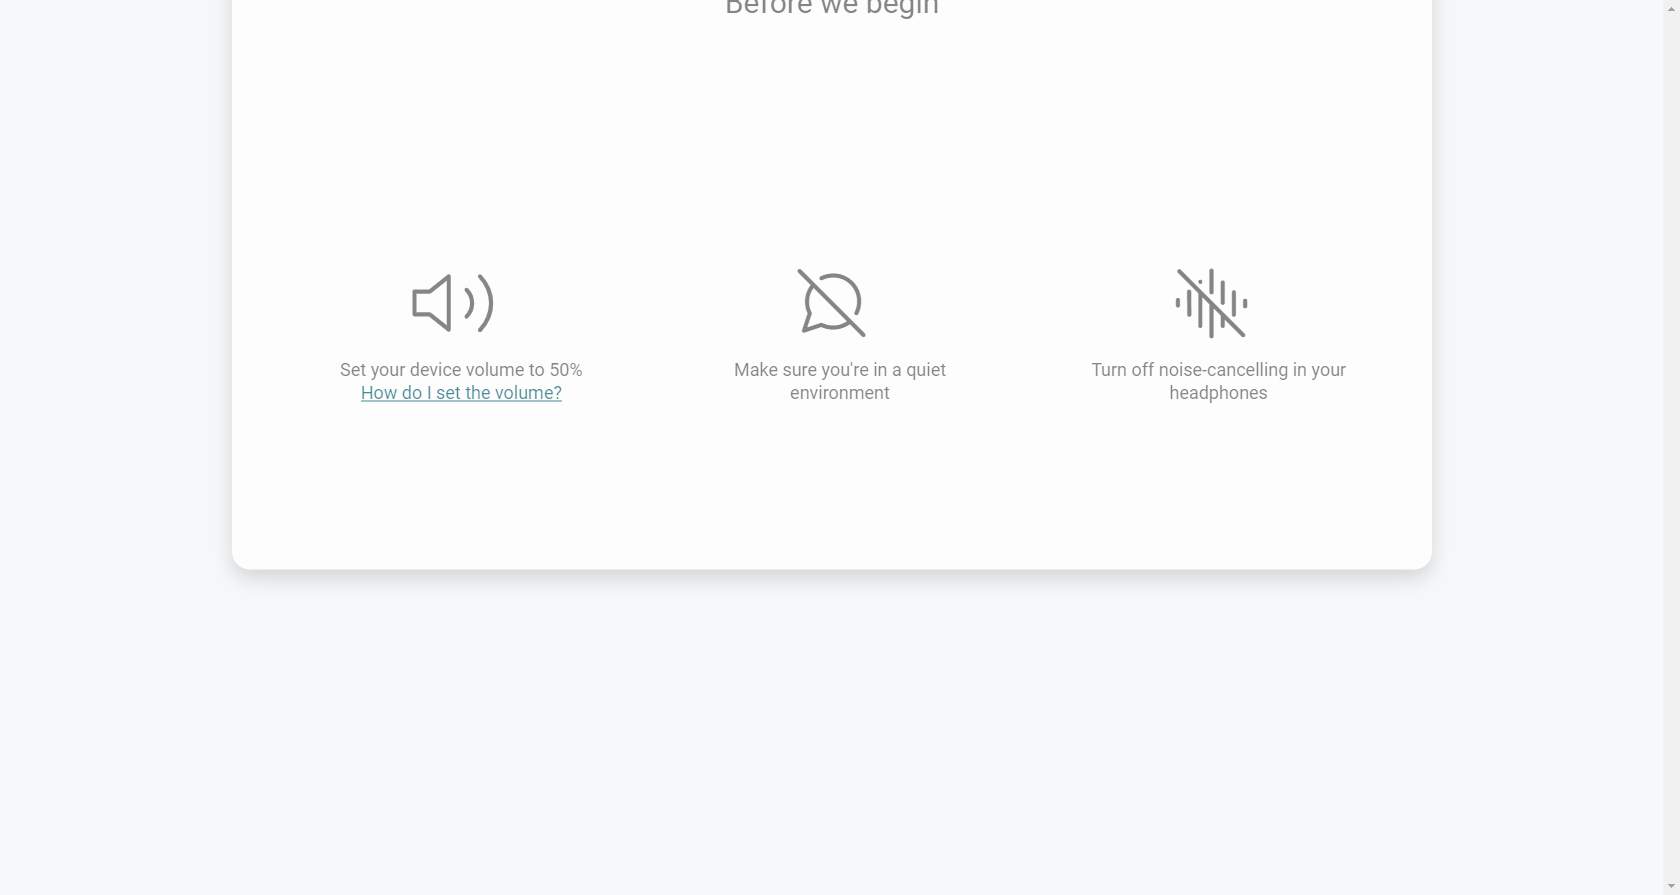 Before we begin
Set your device volume to 50%
How do I set the volume?
Make sure you're in a quiet
environment
Turn off noise-cancelling in your
headphones